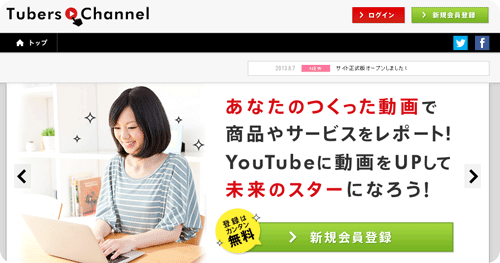 Tubers Channel
ログイン
新規会員登録
トップ
2013.8.7 NEW サイト正式版オープンしました！
あなたのつくった動画で
商品やサービスをレポート！
YouTubeに動画をUPして
未来のスターになろう！
登録は
カンタン
無料
新規会員登録